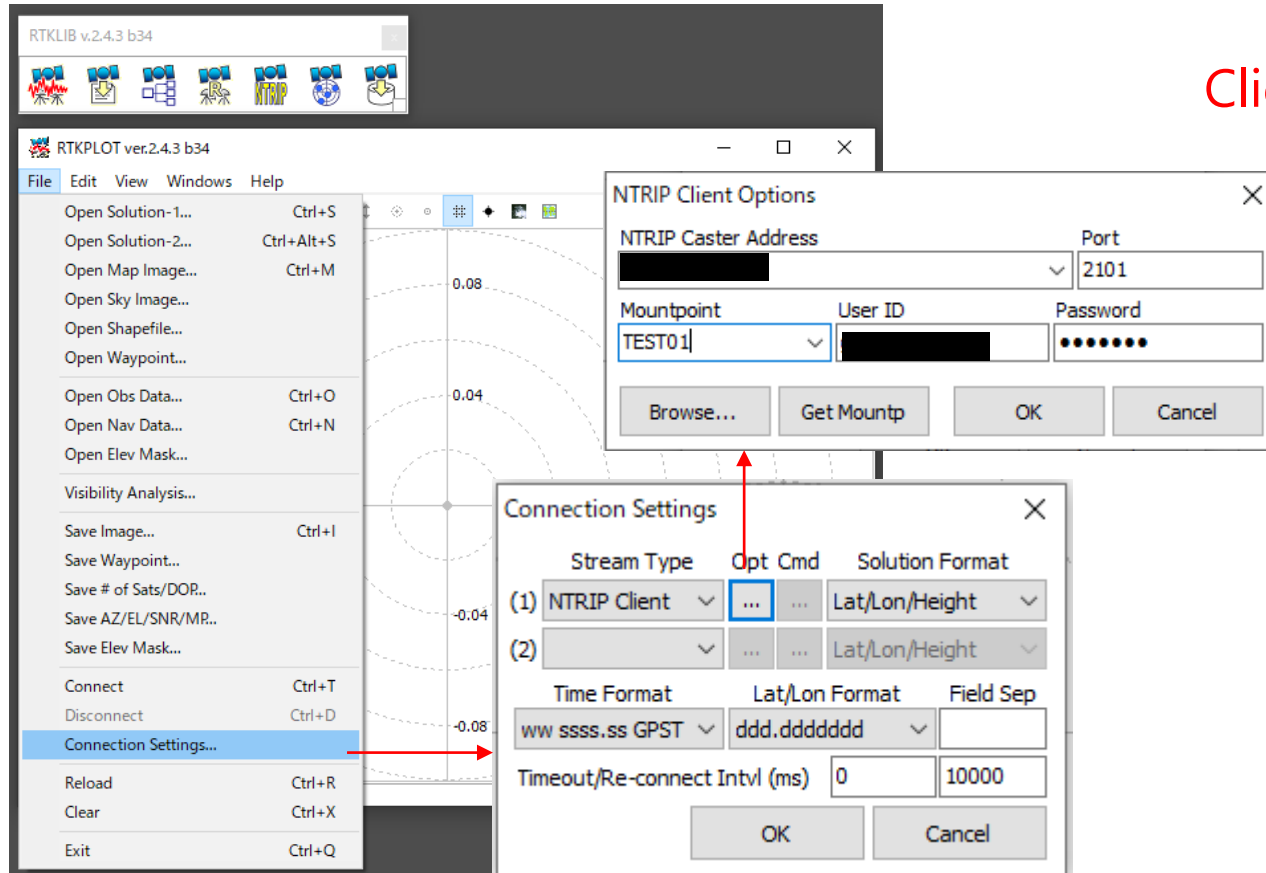 RTKLIB v.2.4.3 b34
NTRIP
Cli
RTKPLOT ver.2.4.3 b34
File Edit View Windows Help
Open Solution-1... Ctrl+S
Open Solution-2... Ctrl+Alt+S
Open Map Image... Ctrl+M
Open Sky Image...
Open Shapefile...
Open Waypoint...
Open Obs Data... Ctrl+O
Open Nav Data... Ctrl+N
Open Elev Mask...
Visibility Analysis...
Save Image... Ctrl+I
Save Waypoint...
Save # of Sats/DOP...
Save AZ/EL/SNR/MP...
Save Elev Mask...
Connect Ctrl+T
Disconnect Ctrl+D
Connection Settings...
Reload Ctrl+R
Clear Ctrl+X
Exit Ctrl+Q
0.08
0.04
-0.04
-0.08
NTRIP Client Options
NTRIP Caster Address Port
2101
Mountpoint User ID Password
TEST01 •••••••
Browse... Get Mountp OK Cancel
Connection Settings
Stream Type Opt Cmd Solution Format
(1) NTRIP Client ... ... Lat/Lon/Height
(2) ... ... Lat/Lon/Height
Time Format Lat/Lon Format Field Sep
ww ssss.ss GPST ddd.ddddddd
Timeout/Re-connect Intvl (ms) 0 10000
OK Cancel